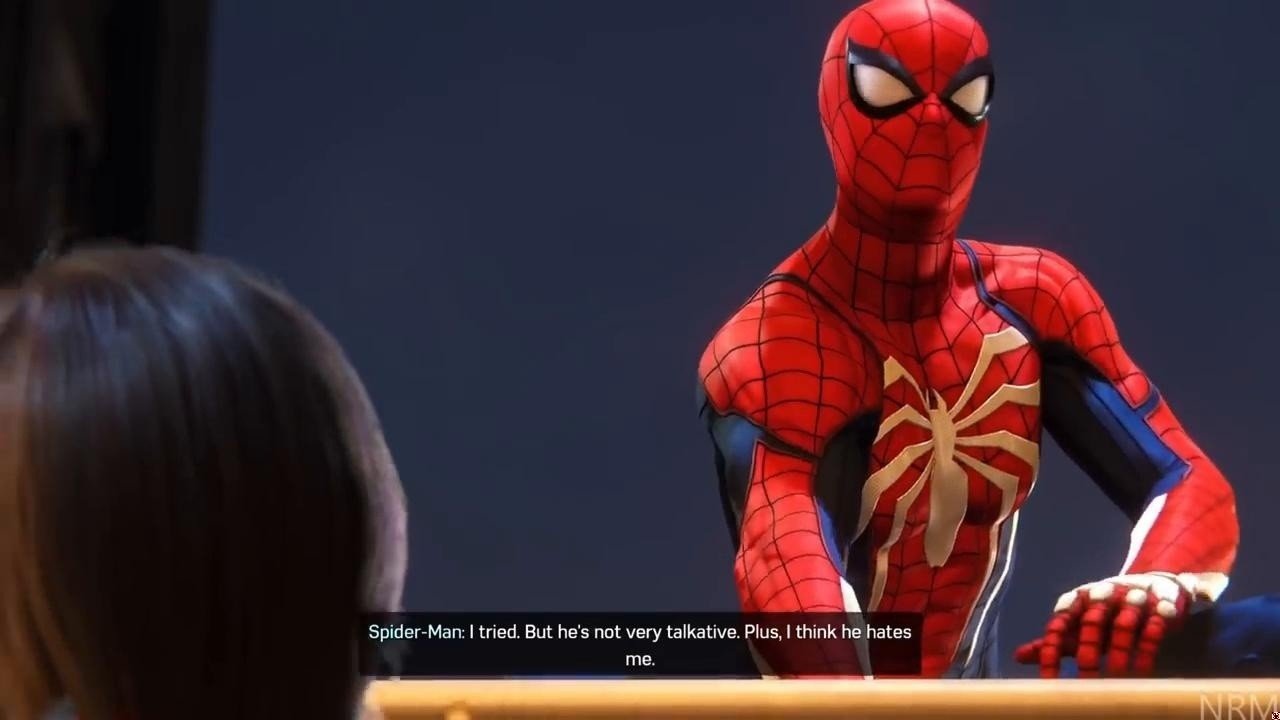 Spider-Man: I tried. But he's not very talkative. Plus, I think he hates
me.
NRM